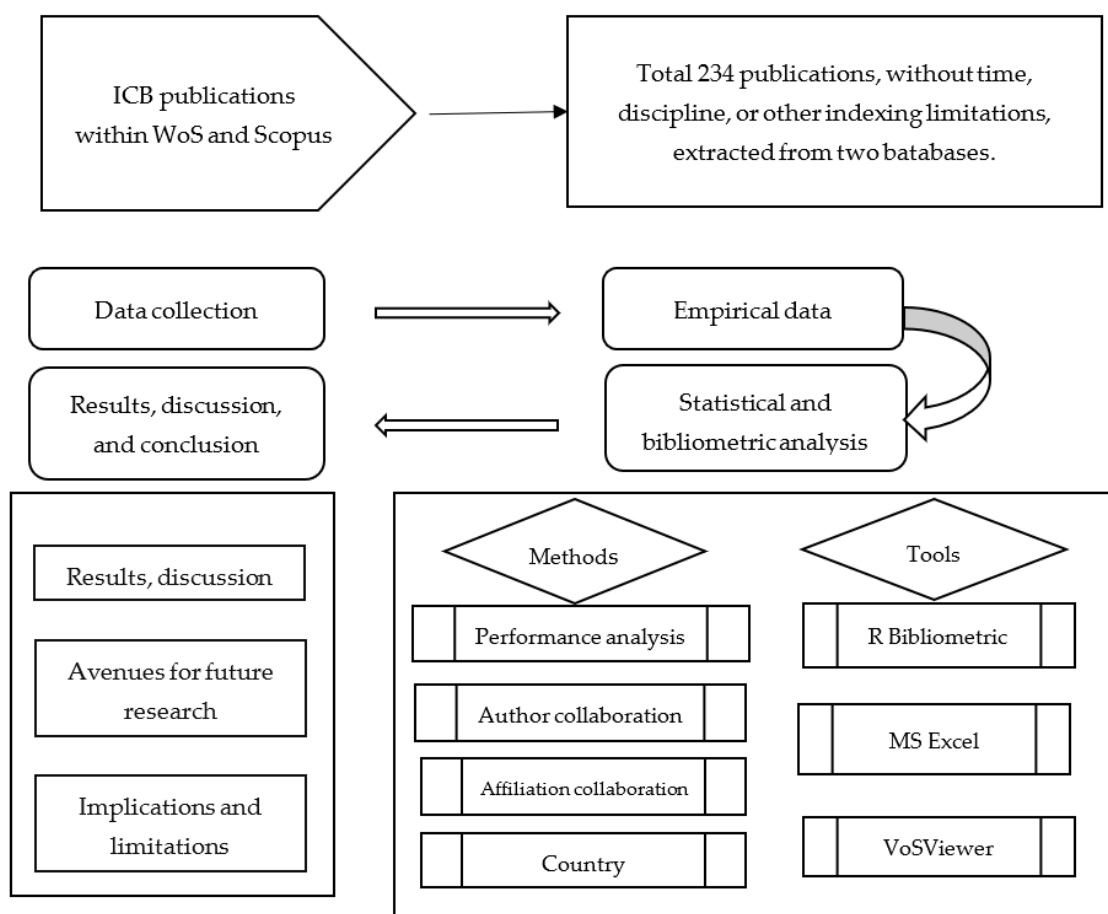 ICB publications
within WoS and Scopus
Total 234 publications, without time,
discipline, or other indexing limitations,
extracted from two batabases.
Data collection
Empirical data
Results, discussion,
and conclusion
Statistical and
bibliometric analysis
Results, discussion
Avenues for future
research
Implications and
limitations
Methods
Performance analysis
Author collaboration
Affiliation collaboration
Country
Tools
R Bibliometric
MS Excel
VoSViewer